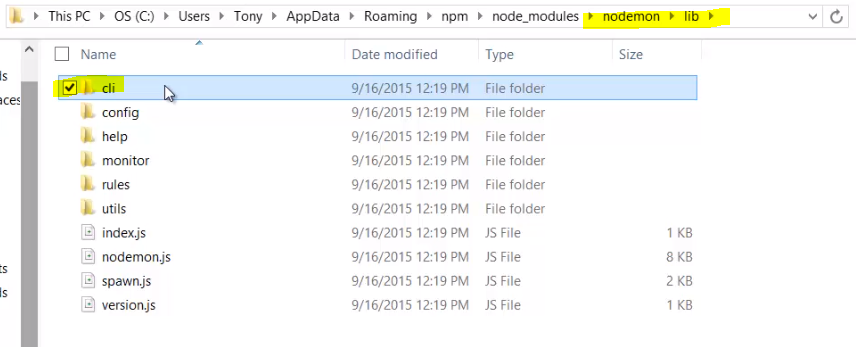 This PC > OS (C:) > Users > Tony > AppData > Roaming > npm > node_modules > nodemon > lib >
Name Date modified Type Size
cli 9/16/2015 12:19 PM File folder
config 9/16/2015 12:19 PM File folder
help 9/16/2015 12:19 PM File folder
monitor 9/16/2015 12:19 PM File folder
rules 9/16/2015 12:19 PM File folder
utils 9/16/2015 12:19 PM File folder
index.js 9/16/2015 12:19 PM JS File 1 KB
nodemon.js 9/16/2015 12:19 PM JS File 8 KB
spawn.js 9/16/2015 12:19 PM JS File 2 KB
version.js 9/16/2015 12:19 PM JS File 1 KB